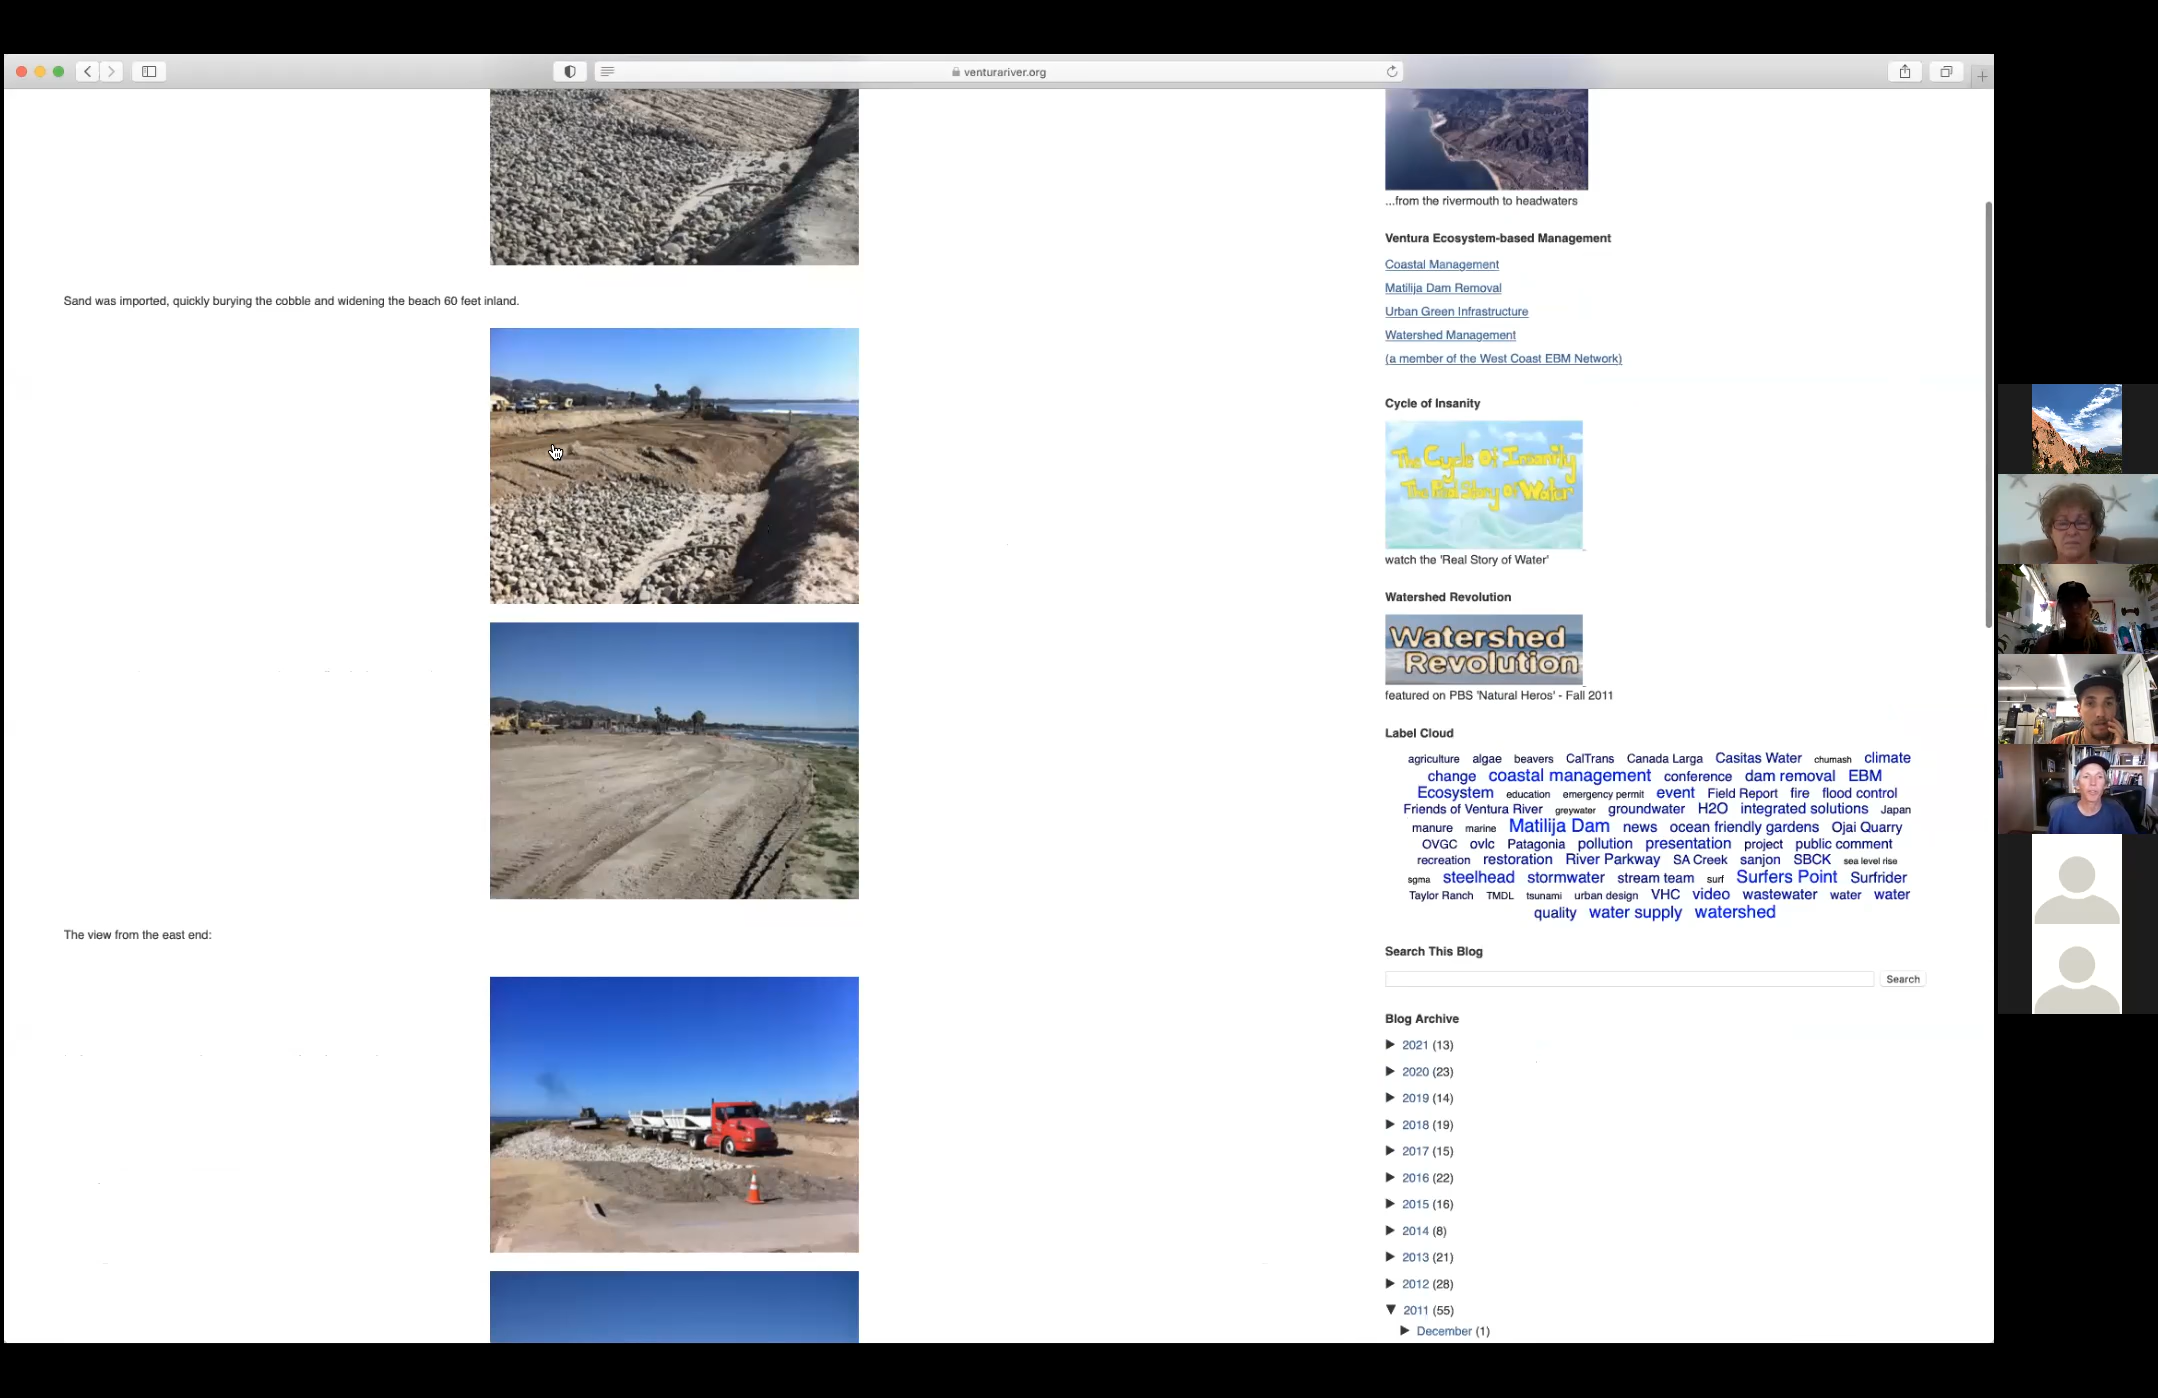 venturariver.org
Sand was imported, quickly burying the cobble and widening the beach 60 feet inland.
The view from the east end:
...from the rivermouth to headwaters
Ventura Ecosystem-based Management
Coastal Management
Matilija Dam Removal
Urban Green Infrastructure
Watershed Management
(a member of the West Coast EBM Network)
Cycle of Insanity
The Cycle Of Insanity
The Real Story Of Water
watch the 'Real Story of Water'
Watershed Revolution
Watershed
Revolution
featured on PBS 'Natural Heros' - Fall 2011
Label Cloud
agriculture algae beavers CalTrans Canada Larga Casitas Water chumash climate
change coastal management conference dam removal EBM
Ecosystem education emergency permit event Field Report fire flood control
Friends of Ventura River greywater groundwater H2O integrated solutions Japan
manure marine Matilija Dam news ocean friendly gardens Ojai Quarry
OVGC ovlc Patagonia pollution presentation project public comment
recreation restoration River Parkway SA Creek sanjon SBCK sea level rise
sgma steelhead stormwater stream team surf Surfers Point Surfrider
Taylor Ranch TMDL tsunami urban design VHC video wastewater water water
quality water supply watershed
Search This Blog
Search
Blog Archive
► 2021 (13)
► 2020 (23)
► 2019 (14)
► 2018 (19)
► 2017 (15)
► 2016 (22)
► 2015 (16)
► 2014 (8)
► 2013 (21)
► 2012 (28)
▼ 2011 (55)
► December (1)